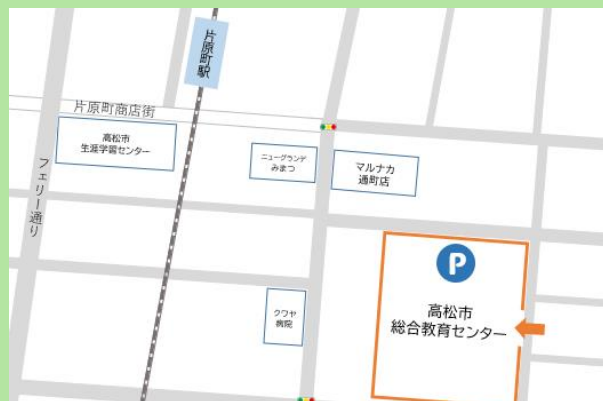 片原町駅
片原町商店街
高松市
生涯学習センター
ニューグランデ
みまつ
マルナカ
通町店
フェリー通り
P
高松市
総合教育センター
クワヤ
病院